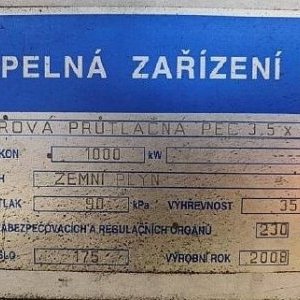 PELNÁ ZAŘÍZENÍ
ROVÁ PRŮTLAČNÁ PEC 3,5 x
KON 1000 kW
H ZEMNÍ PLYN
TLAK 90 kPa VÝHŘEVNOST 35
ABEZPEČOVACÍCH A REGULAČNÍCH ORGÁNŮ 230
SLO 175 VÝROBNÍ ROK 2008